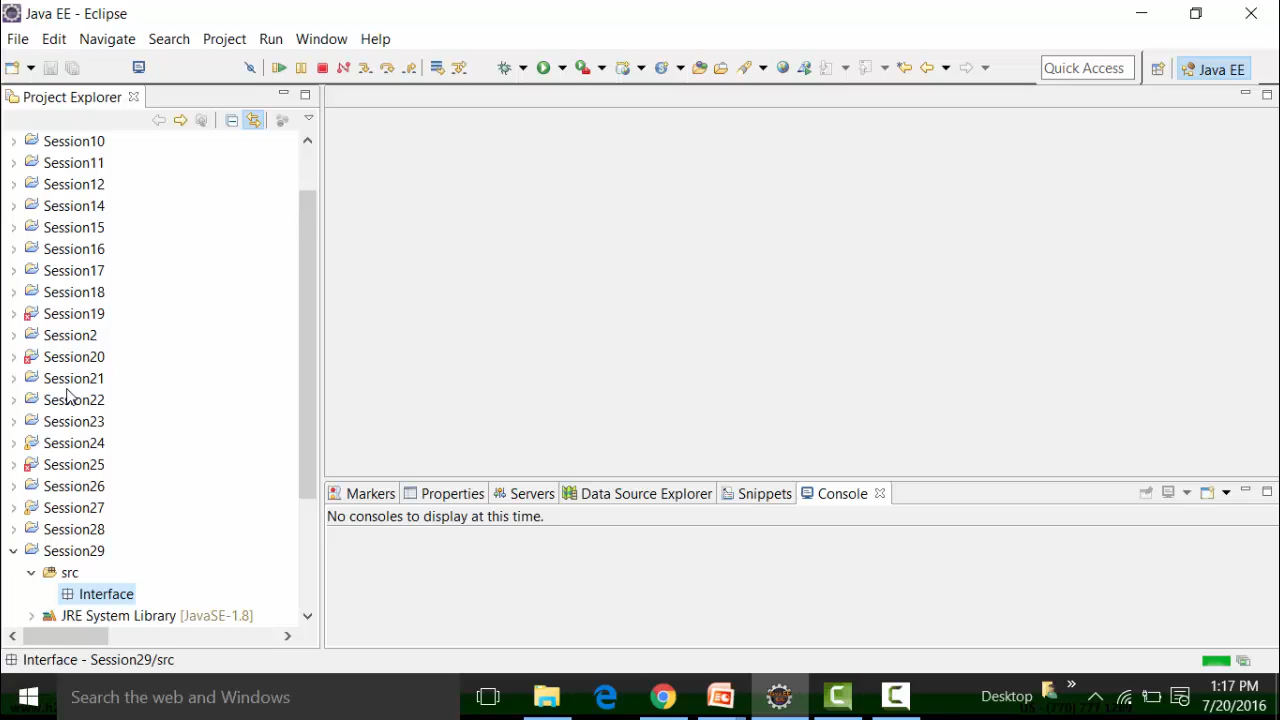 Java EE - Eclipse
File Edit Navigate Search Project Run Window Help
Quick Access
Java EE
Project Explorer
Session10
Session11
Session12
Session14
Session15
Session16
Session17
Session18
Session19
Session2
Session20
Session21
Session22
Session23
Session24
Session25
Session26
Session27
Session28
Session29
src
Interface
JRE System Library [JavaSE-1.8]
Markers Properties Servers Data Source Explorer Snippets Console
No consoles to display at this time.
Interface - Session29/src
Search the web and Windows
Desktop
1:17 PM
7/20/2016